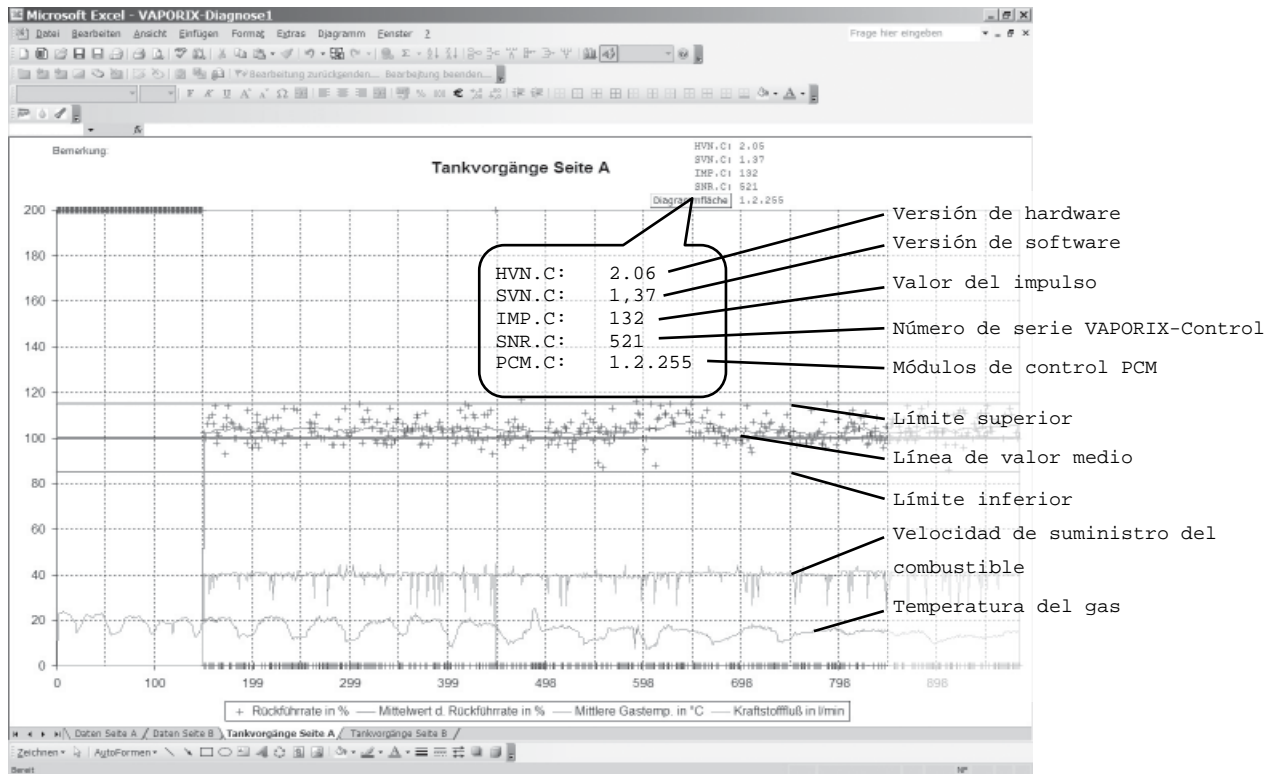 Microsoft Excel - VAPORIX-Diagnose1
Datei Bearbeiten Ansicht Einfügen Format Extras Diagramm Fenster ?
Frage hier eingeben
Bearbeitung zurückgenden... Bearbeitung beenden...
F K U
Bemerkung:
Tankvorgänge Seite A
HVN.C: 2.05
SVN.C: 1.37
IMP.C: 132
SNR.C: 521
Diagrammfläche 1.2.255
HVN.C: 2.06
SVN.C: 1,37
IMP.C: 132
SNR.C: 521
PCM.C: 1.2.255
Versión de hardware
Versión de software
Valor del impulso
Número de serie VAPORIX-Control
Módulos de control PCM
Límite superior
Línea de valor medio
Límite inferior
Velocidad de suministro del
combustible
Temperatura del gas
200
180
160
140
120
100
80
60
40
20
0
0 100 199 299 399 498 598 698 798 898
+ Rückführrate in % — Mittelwert d. Rückführrate in % — Mittlere Gastemp. in °C — Kraftstofffluß in l/min
Daten Seite A / Daten Seite B \ Tankvorgänge Seite A / Tankvorgänge Seite B /
Zeichnen AutoFormen
Bereit
NF